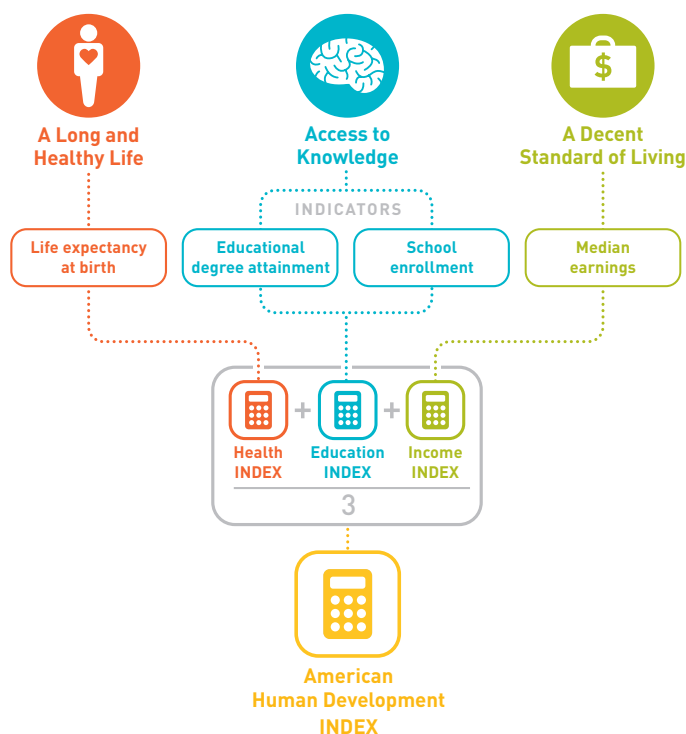 A Long and
Healthy Life
Access to
Knowledge
$
A Decent
Standard of Living
INDICATORS
Life expectancy
at birth
Educational
degree attainment
School
enrollment
Median
earnings
+
+
Health
INDEX
Education
INDEX
Income
INDEX
3
American
Human Development
INDEX